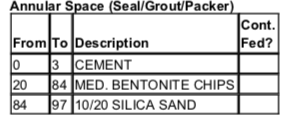 Annular Space (Seal/Grout/Packer)
From To Description Cont. Fed?
0 3 CEMENT
20 84 MED. BENTONITE CHIPS
84 97 10/20 SILICA SAND